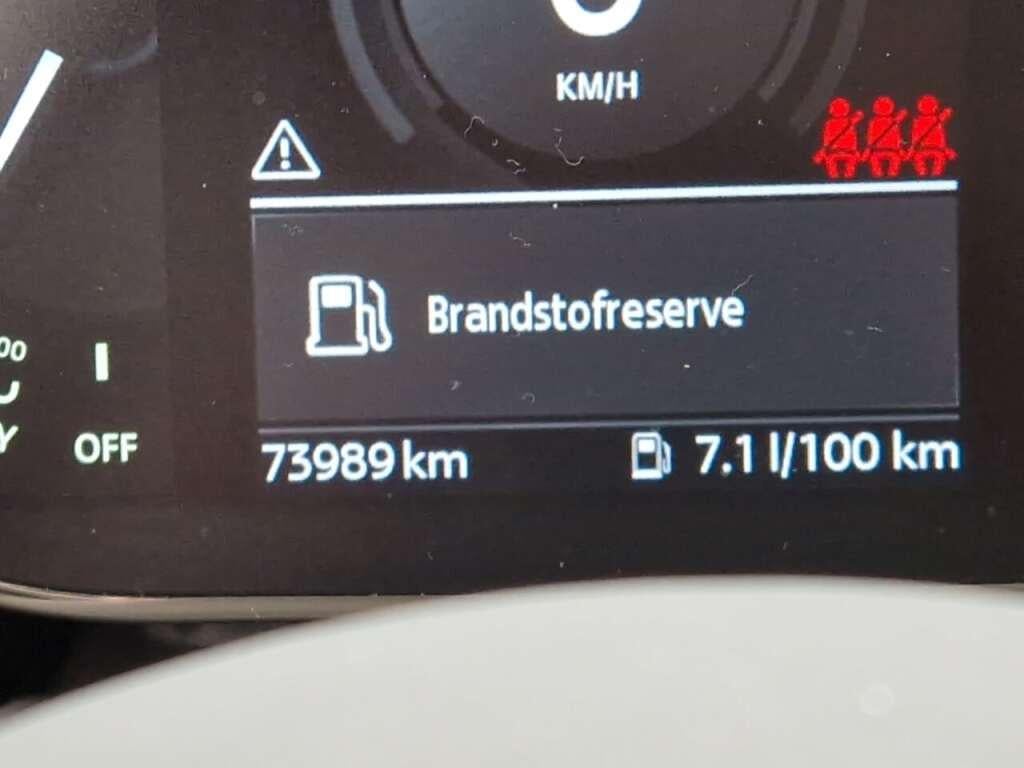 KM/H
Brandstofreserve
OFF
73989 km
7.1 l/100 km